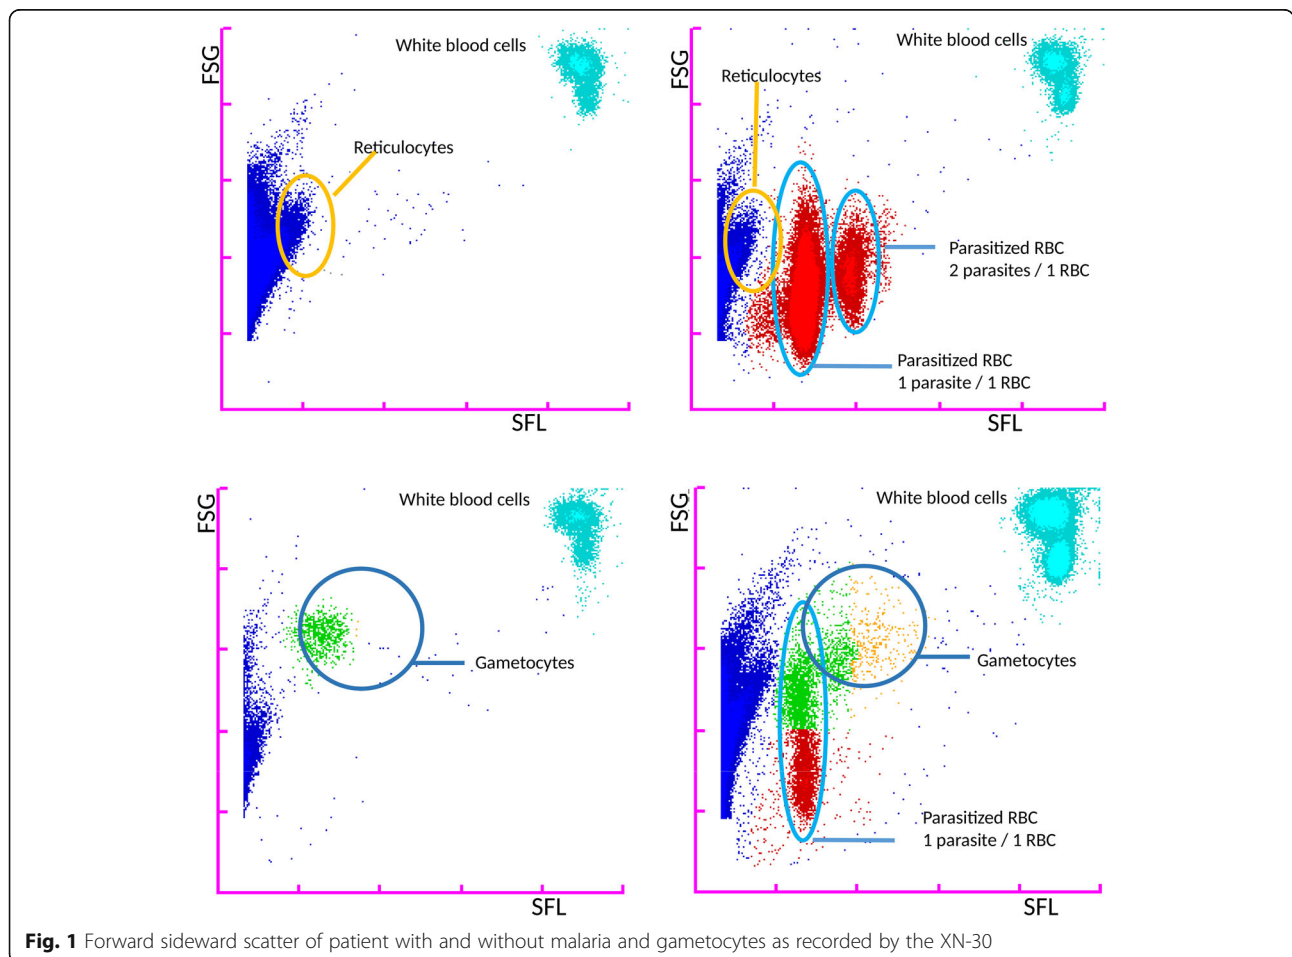 FSG
White blood cells
Reticulocytes
SFL
FSG
White blood cells
Reticulocytes
Parasitized RBC
2 parasites / 1 RBC
Parasitized RBC
1 parasite / 1 RBC
SFL
FSG
White blood cells
Gametocytes
SFL
FSG
White blood cells
Gametocytes
Parasitized RBC
1 parasite / 1 RBC
SFL
Fig. 1 Forward sideward scatter of patient with and without malaria and gametocytes as recorded by the XN-30